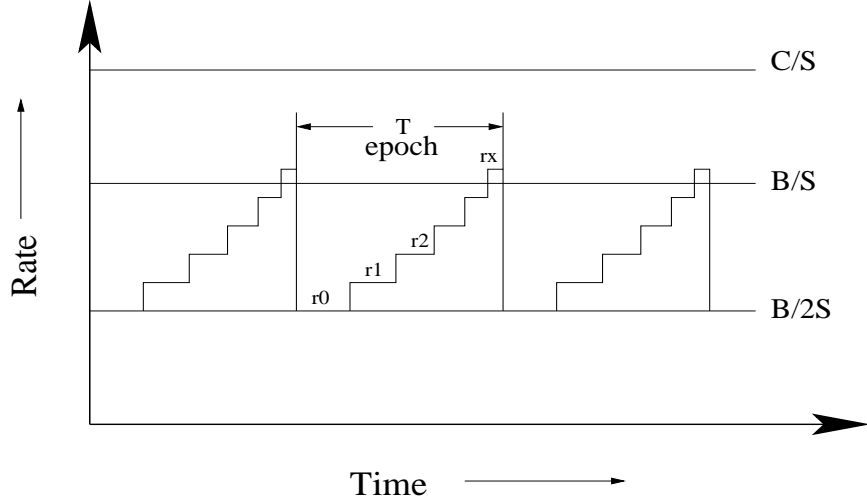 C/S
T
epoch
rx
B/S
r2
r1
r0
B/2S
Rate
Time